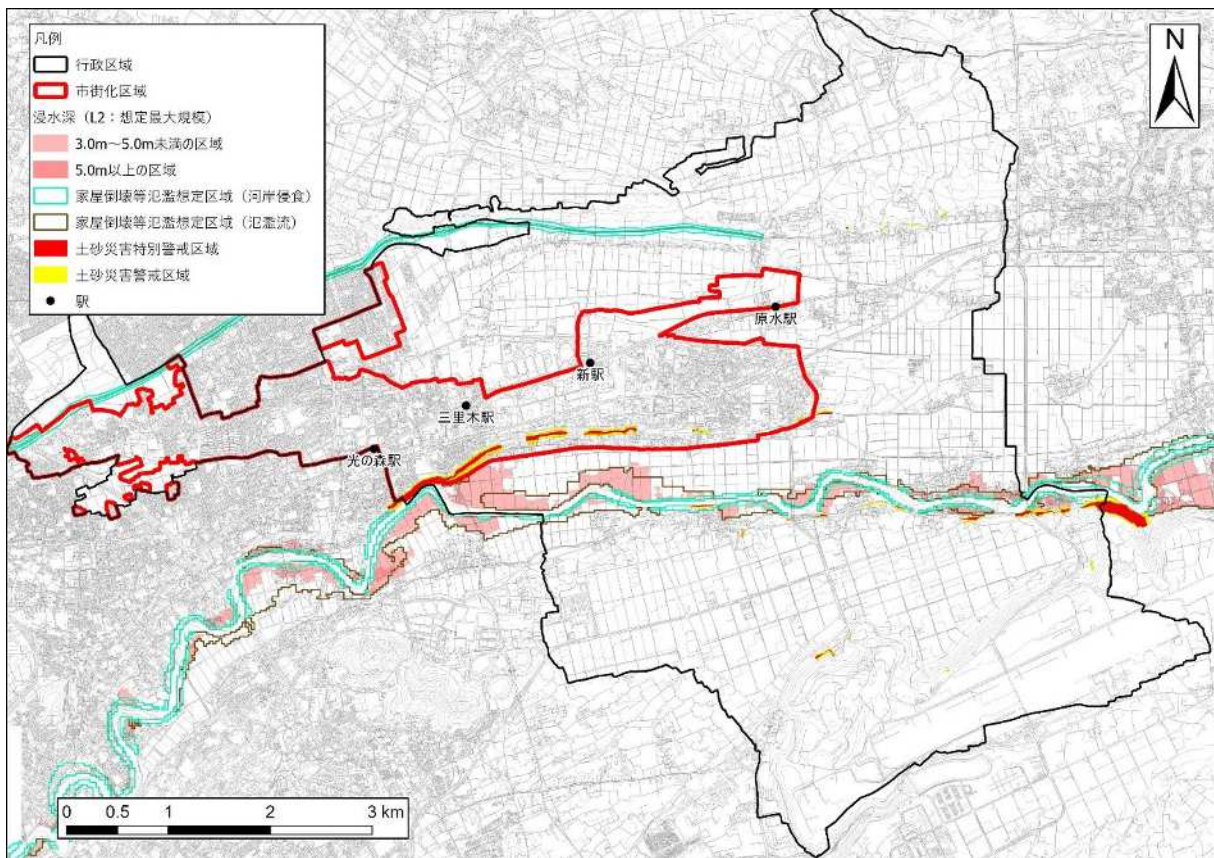 凡例
行政区域
市街化区域
浸水深（L2：想定最大規模）
3.0m～5.0m未満の区域
5.0m以上の区域
家屋倒壊等氾濫想定区域（河岸侵食）
家屋倒壊等氾濫想定区域（氾濫流）
土砂災害特別警戒区域
土砂災害警戒区域
駅
N
原水駅
新駅
三里木駅
光の森駅
0 0.5 1 2 3 km